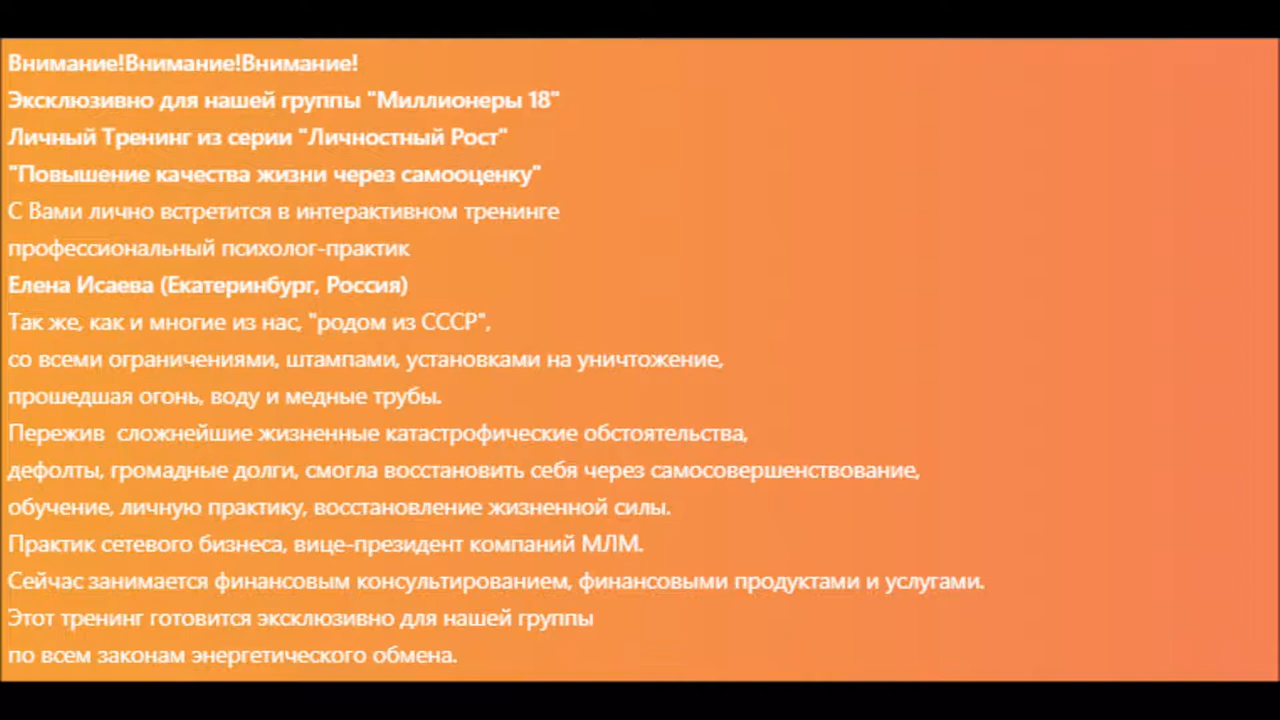 Внимание!Внимание!Внимание!
Эксклюзивно для нашей группы "Миллионеры 18"
Личный Тренинг из серии "Личностный Рост"
"Повышение качества жизни через самооценку"
С Вами лично встретится в интерактивном тренинге
профессиональный психолог-практик
Елена Исаева (Екатеринбург, Россия)
Так же, как и многие из нас, "родом из СССР",
со всеми ограничениями, штампами, установками на уничтожение,
прошедшая огонь, воду и медные трубы.
Пережив  сложнейшие жизненные катастрофические обстоятельства,
дефолты, громадные долги, смогла восстановить себя через самосовершенствование,
обучение, личную практику, восстановление жизненной силы.
Практик сетевого бизнеса, вице-президент компаний МЛМ.
Сейчас занимается финансовым консультированием, финансовыми продуктами и услугами.
Этот тренинг готовится эксклюзивно для нашей группы
по всем законам энергетического обмена.